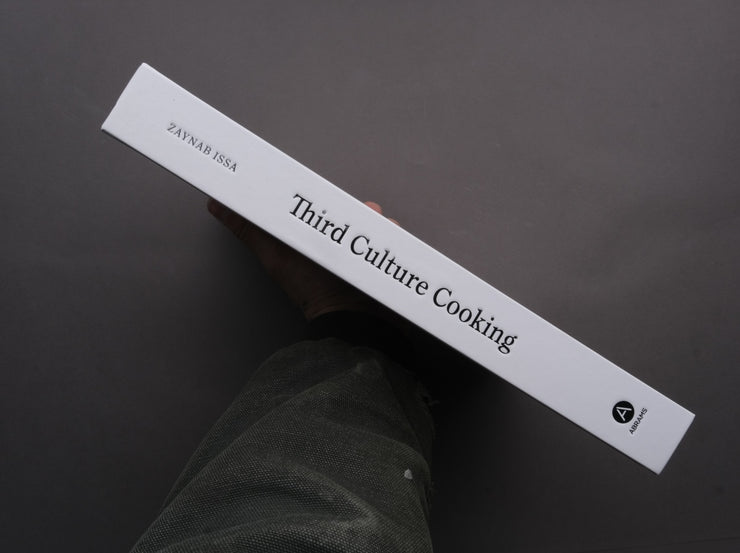 ZAYNAB ISSA
Third Culture Cooking
A
ABRAMS